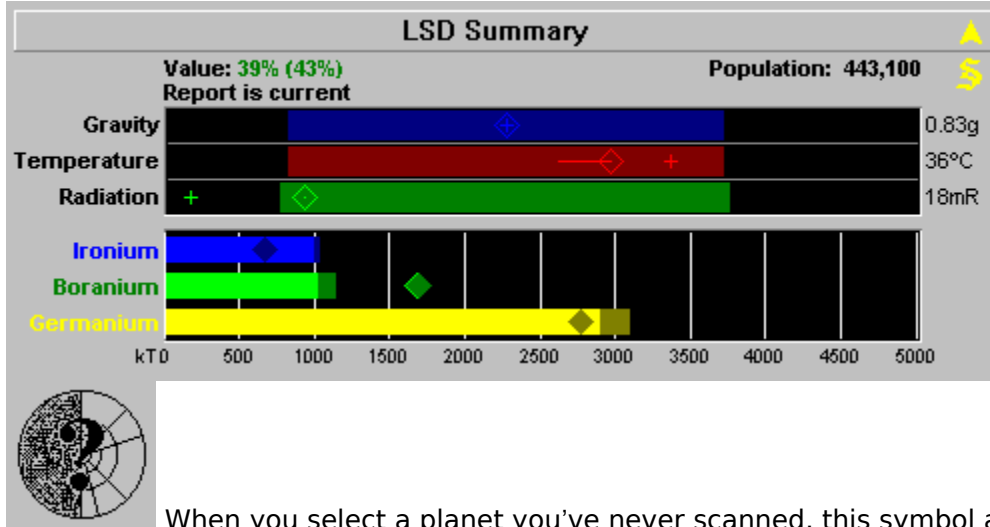 LSD Summary
Value: 39% (43%)
Population: 443,100
Report is current
Gravity 0.83g
Temperature 36°C
Radiation 18mR
Ironium
Boranium
Germanium
kT 0 500 1000 1500 2000 2500 3000 3500 4000 4500 5000
?
When you select a planet you’ve never scanned, this symbol a